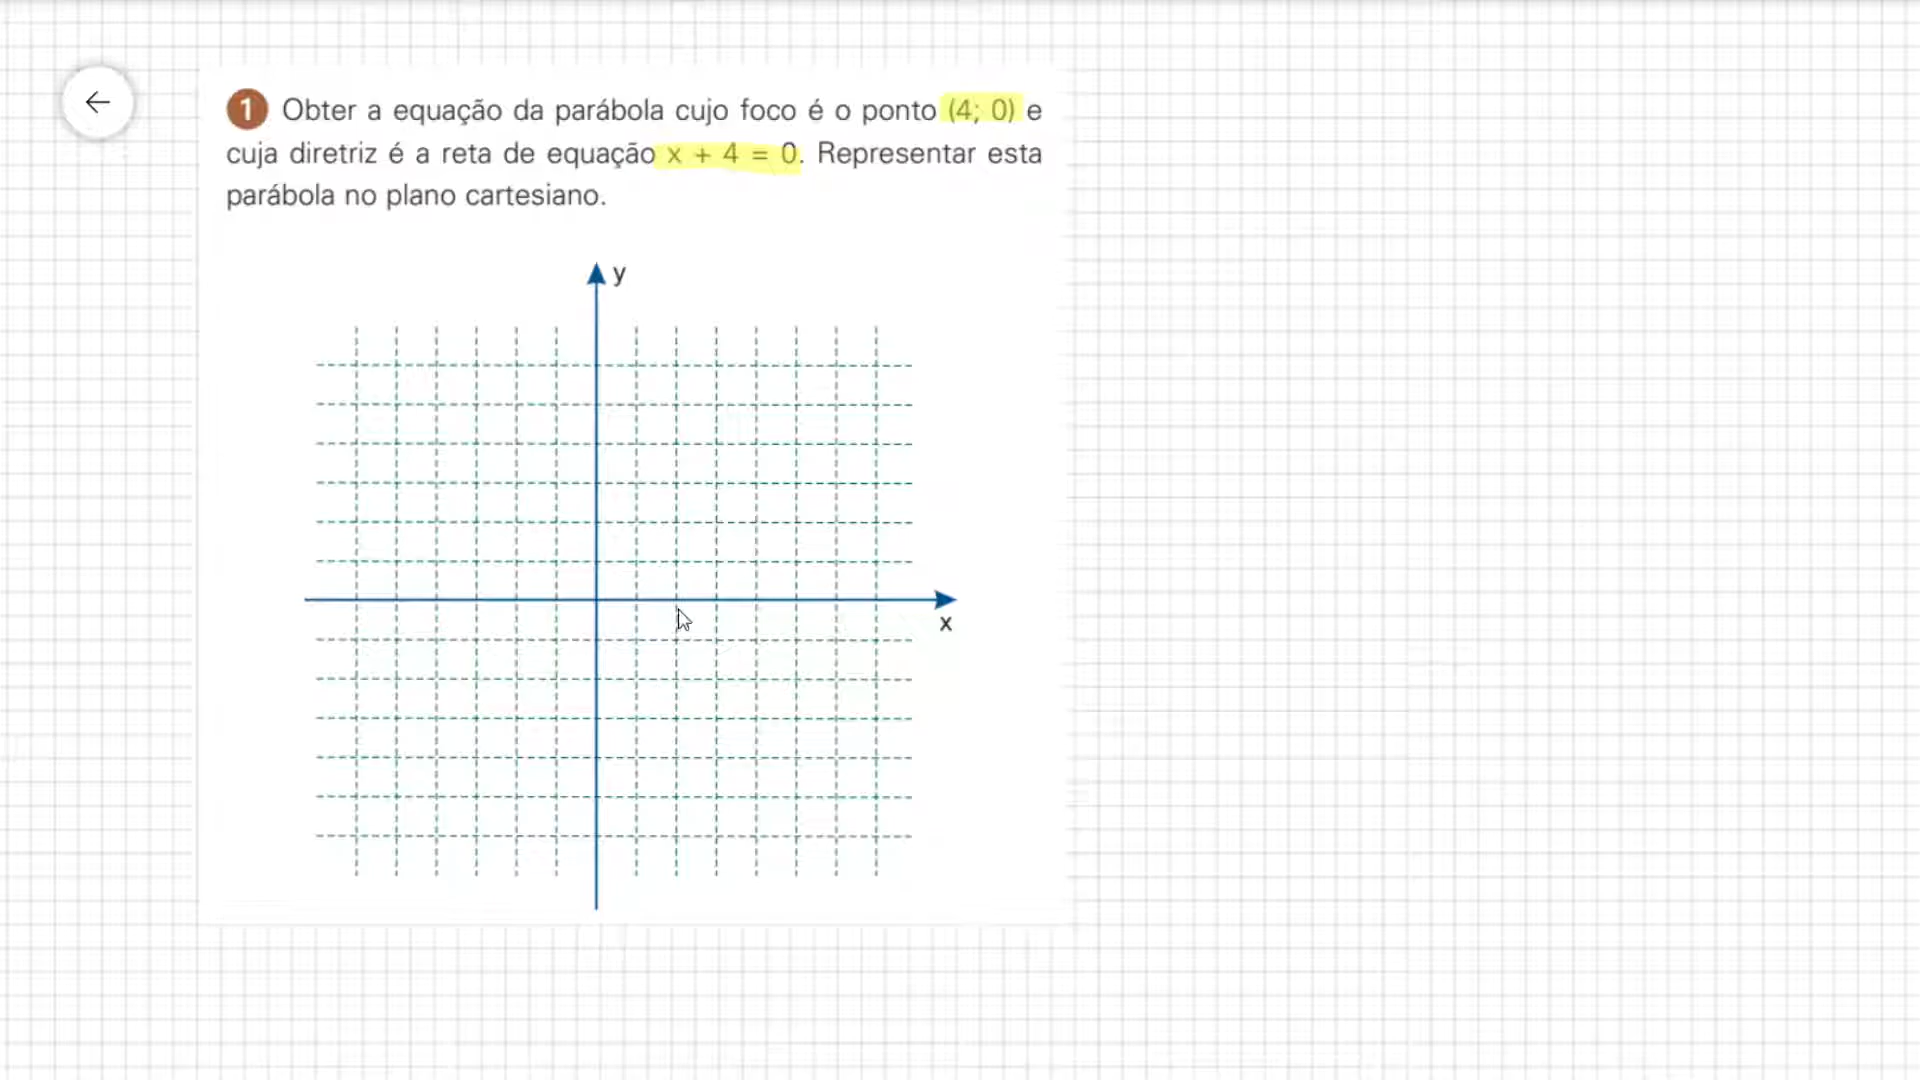 1 Obter a equação da parábola cujo foco é o ponto (4; 0) e
cuja diretriz é a reta de equação x + 4 = 0. Representar esta
parábola no plano cartesiano.
y
x